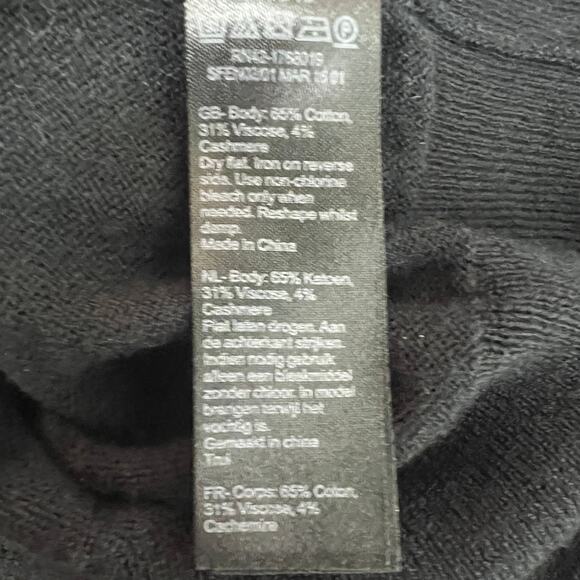 SFEN02/01 MAR 15 01
GB- Body: 65% Cotton,
31% Viscose, 4%
Cashmere
Dry flat. Iron on reverse
side. Use non-chlorine
bleach only when
needed. Reshape whilst
damp.
Made In China
NL- Body: 65% Katoen,
31% Viscose, 4%
Cashmere
Plat laten drogen. Aan
de achterkant strijken.
Indien nodig gebruik
alleen een bleekmiddel
zonder chloor. In model
brengen terwijl het
vochtig is.
Gemaakt in china
Trui
FR- Corps: 65% Coton,
31% Viscose, 4%
Cachemire